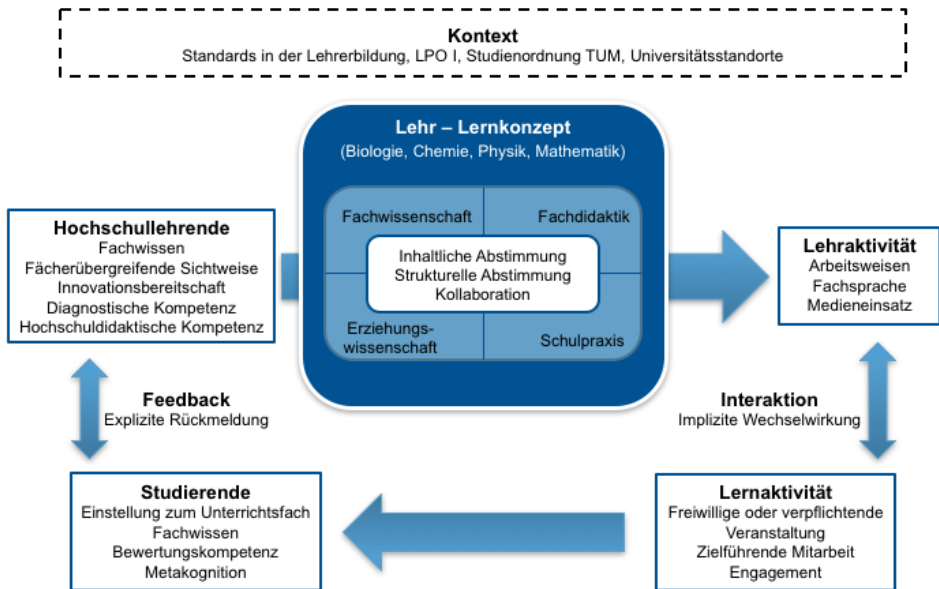 Kontext
Standards in der Lehrerbildung, LPO I, Studienordnung TUM, Universitätsstandorte
Lehr – Lernkonzept
(Biologie, Chemie, Physik, Mathematik)
Fachwissenschaft
Fachdidaktik
Inhaltliche Abstimmung
Strukturelle Abstimmung
Kollaboration
Erziehungs-
wissenschaft
Schulpraxis
Hochschullehrende
Fachwissen
Fächerübergreifende Sichtweise
Innovationsbereitschaft
Diagnostische Kompetenz
Hochschuldidaktische Kompetenz
Lehraktivität
Arbeitsweisen
Fachsprache
Medieneinsatz
Feedback
Explizite Rückmeldung
Interaktion
Implizite Wechselwirkung
Studierende
Einstellung zum Unterrichtsfach
Fachwissen
Bewertungskompetenz
Metakognition
Lernaktivität
Freiwillige oder verpflichtende
Veranstaltung
Zielführende Mitarbeit
Engagement